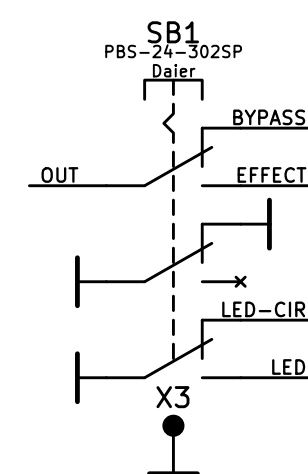 SB1
PBS-24-302SP
Daier
BYPASS
OUT
EFFECT
LED-CIR
LED
X3